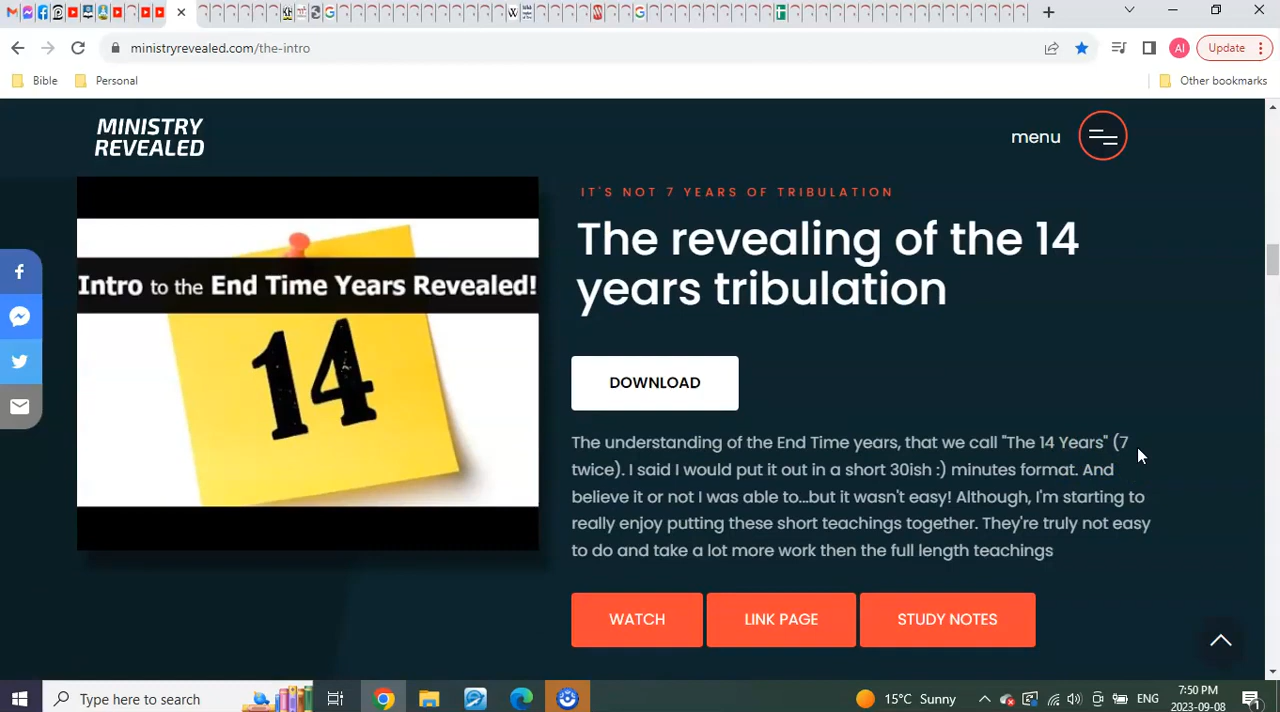 ministryrevealed.com/the-intro
AI
Update
Bible
Personal
Other bookmarks
MINISTRY
REVEALED
menu
IT'S NOT 7 YEARS OF TRIBULATION
The revealing of the 14
years tribulation
Intro to the End Time Years Revealed!
14
DOWNLOAD
The understanding of the End Time years, that we call "The 14 Years" (7
twice). I said I would put it out in a short 30ish :) minutes format. And
believe it or not I was able to...but it wasn't easy! Although, I'm starting to
really enjoy putting these short teachings together. They're truly not easy
to do and take a lot more work then the full length teachings
WATCH
LINK PAGE
STUDY NOTES
Type here to search
15°C Sunny
ENG
7:50 PM
2023-09-08
1